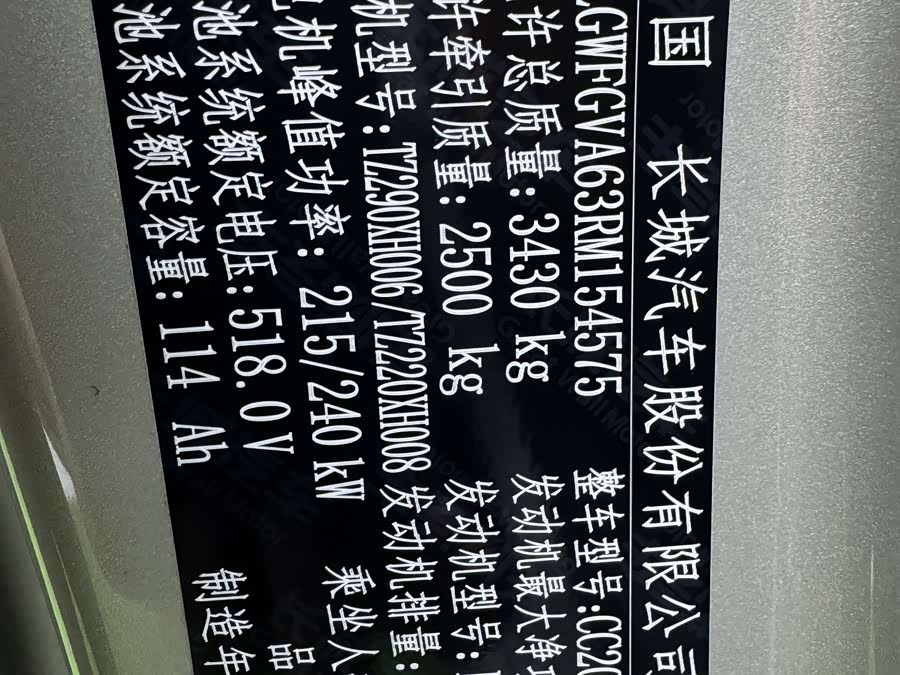 国 长城汽车股份有限公司
LGWFGVA63RM154575 整车型号:CC20
许总质量: 3430 kg 发动机最大净
许牵引质量: 2500 kg 发动机型号:
机型号: TZ290XH006/TZ220XH008 发动机排量:
机峰值功率: 215/240 kW 乘坐人
池系统额定电压: 518.0 V 品
池系统额定容量: 114 Ah 制造年